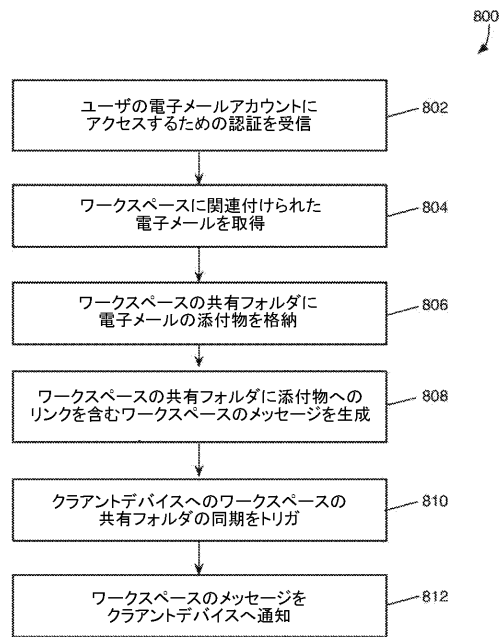 800
ユーザの電子メールアカウントに
アクセスするための認証を受信
802
ワークスペースに関連付けられた
電子メールを取得
804
ワークスペースの共有フォルダに
電子メールの添付物を格納
806
ワークスペースの共有フォルダに添付物への
リンクを含むワークスペースのメッセージを生成
808
クラアントデバイスへのワークスペースの
共有フォルダの同期をトリガ
810
ワークスペースのメッセージを
クラアントデバイスへ通知
812